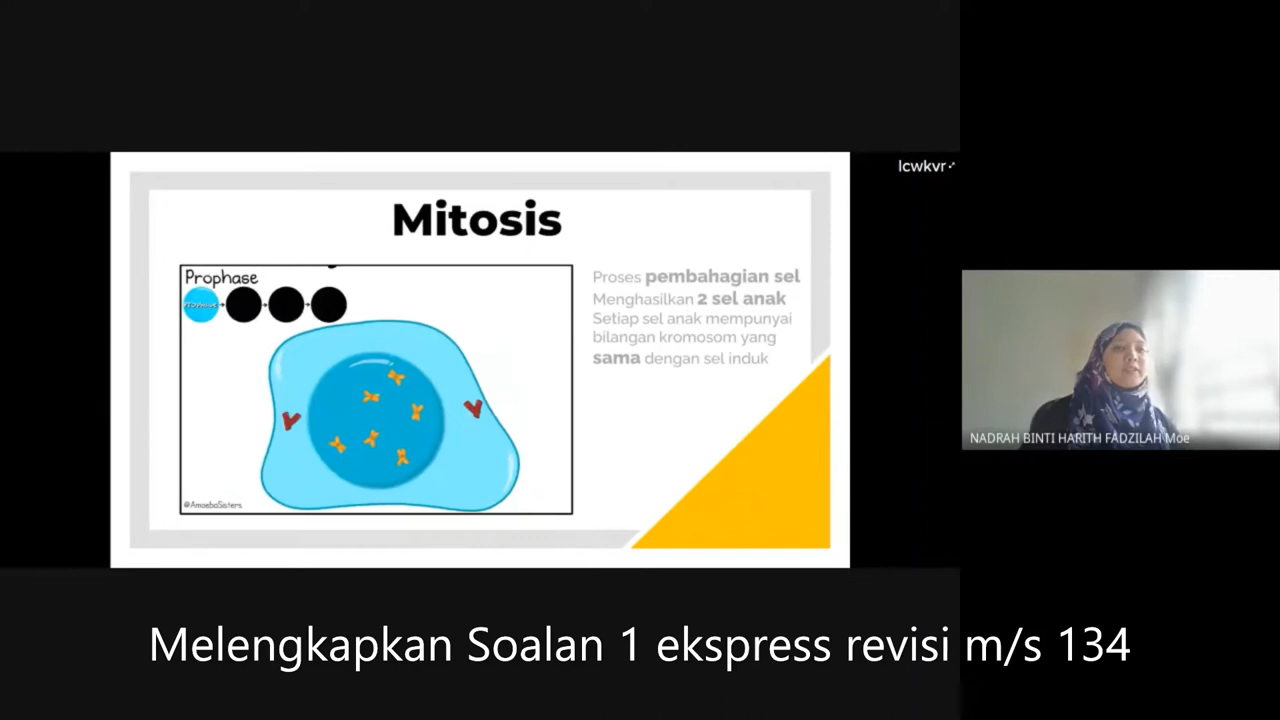 lcwkvr
Mitosis
Prophase
Proses pembahagian sel
Menghasilkan 2 sel anak
Setiap sel anak mempunyai
bilangan kromosom yang
sama dengan sel induk
@AmoebaSisters
NADRAH BINTI HARITH FADZILAH Moe
Melengkapkan Soalan 1 ekspress revisi m/s 134